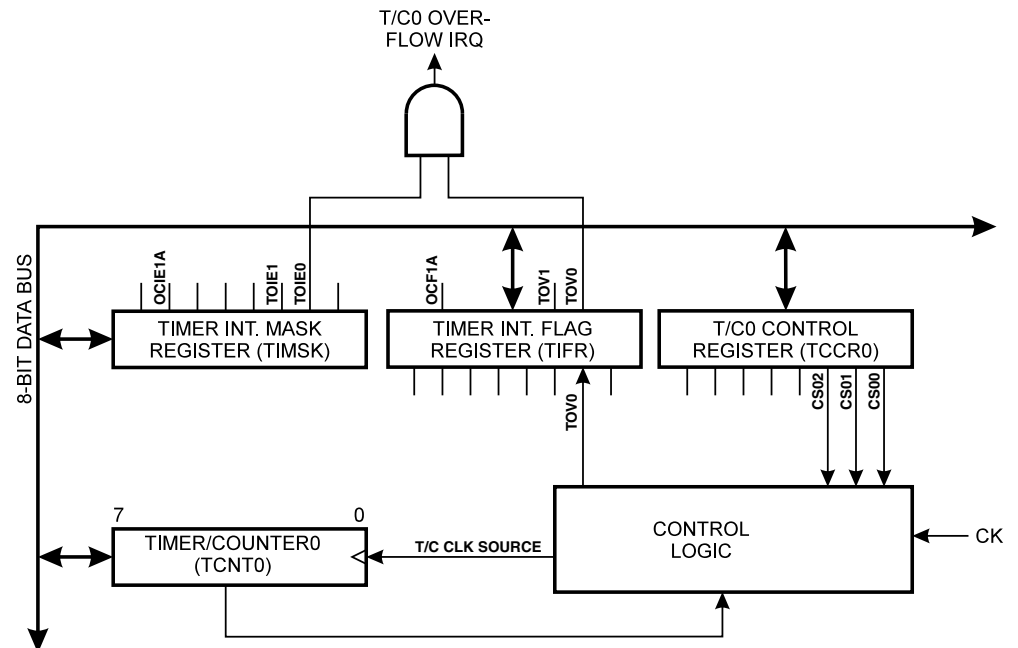 T/C0 OVER-
FLOW IRQ
8-BIT DATA BUS
OCIE1A
TOIE1
TOIE0
OCF1A
TOV1
TOV0
TIMER INT. MASK
REGISTER (TIMSK)
TIMER INT. FLAG
REGISTER (TIFR)
T/C0 CONTROL
REGISTER (TCCR0)
TOV0
CS02
CS01
CS00
7
0
TIMER/COUNTER0
(TCNT0)
T/C CLK SOURCE
CONTROL
LOGIC
CK